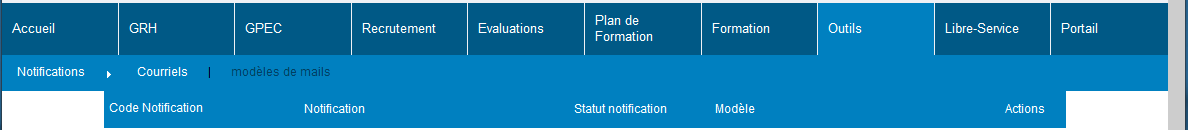 Accueil GRH GPEC Recrutement Evaluations Plan de Formation Formation Outils Libre-Service Portail
Notifications Courriels | modèles de mails
Code Notification Notification Statut notification Modèle Actions